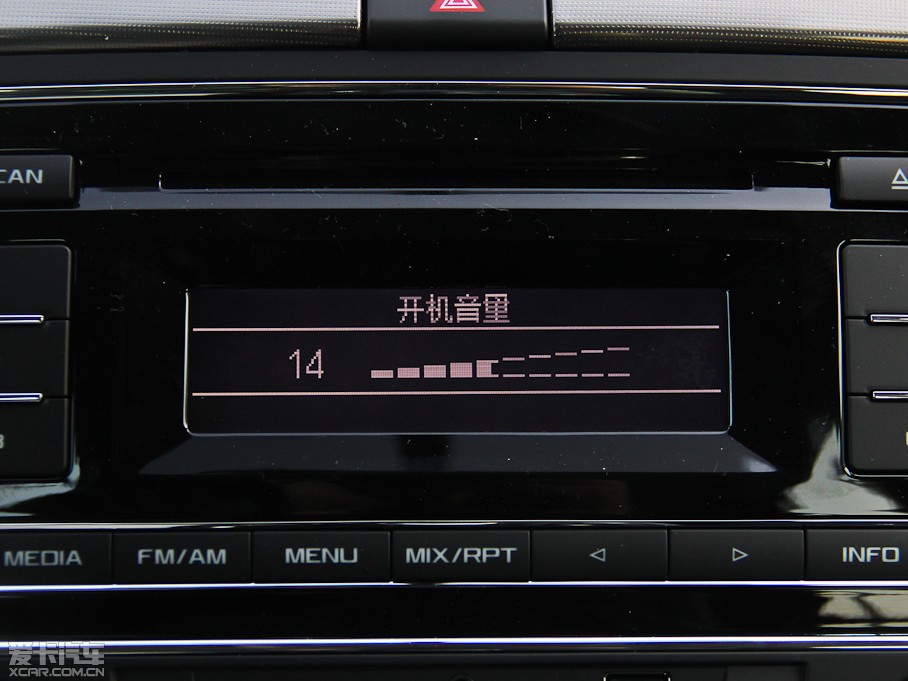 CAN
开机音量
14
MEDIA FM/AM MENU MIX/RPT INFO
爱卡汽车
XCAR.COM.CN